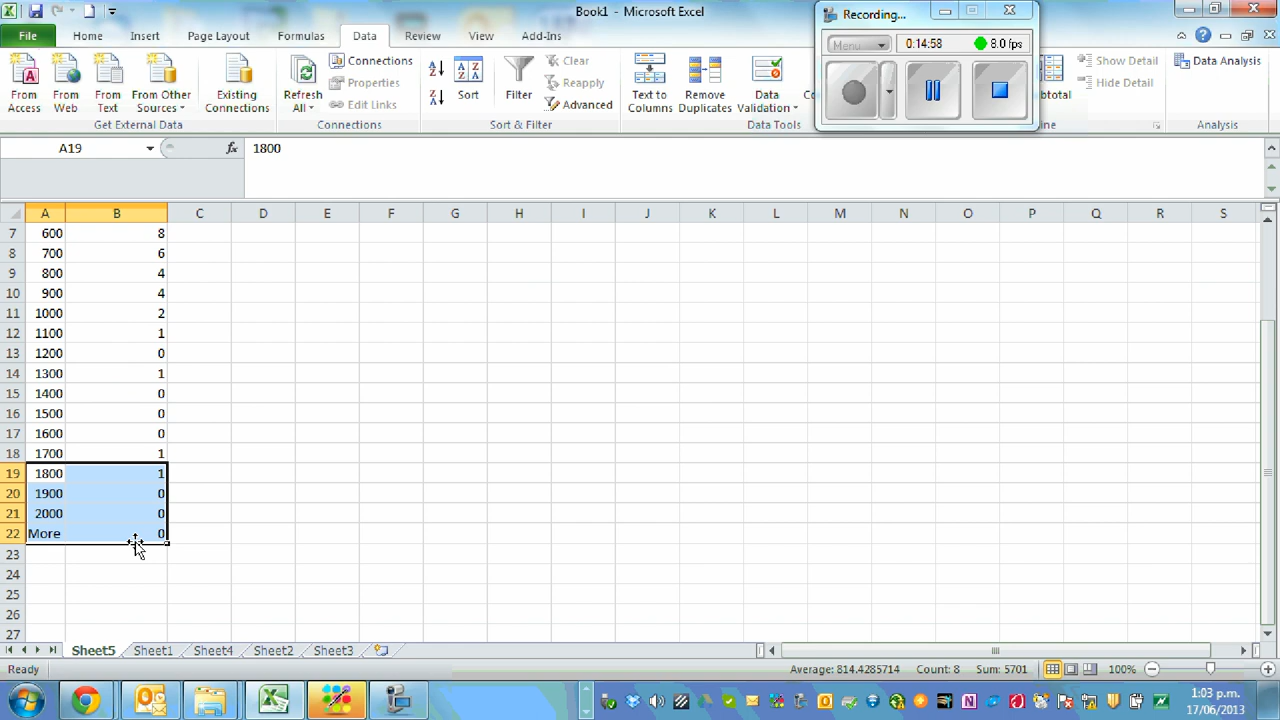 Book1 - Microsoft Excel
Recording...
File Home Insert Page Layout Formulas Data Review View Add-Ins
Menu 0:14:58 8.0 fps
From Access
From Web
From Text
From Other Sources
Existing Connections
Get External Data
Refresh All
Connections
Properties
Edit Links
Connections
Sort
Filter
Clear
Reapply
Advanced
Sort & Filter
Text to Columns
Remove Duplicates
Data Validation
Data Tools
Show Detail
Hide Detail
Data Analysis
Analysis
A19 fx 1800
A B C D E F G H I J K L M N O P Q R S
7 600 8
8 700 6
9 800 4
10 900 4
11 1000 2
12 1100 1
13 1200 0
14 1300 1
15 1400 0
16 1500 0
17 1600 0
18 1700 1
19 1800 1
20 1900 0
21 2000 0
22 More 0
23
24
25
26
27
Sheet5 Sheet1 Sheet4 Sheet2 Sheet3
Ready Average: 814.4285714 Count: 8 Sum: 5701 100%
1:03 p.m.
17/06/2013